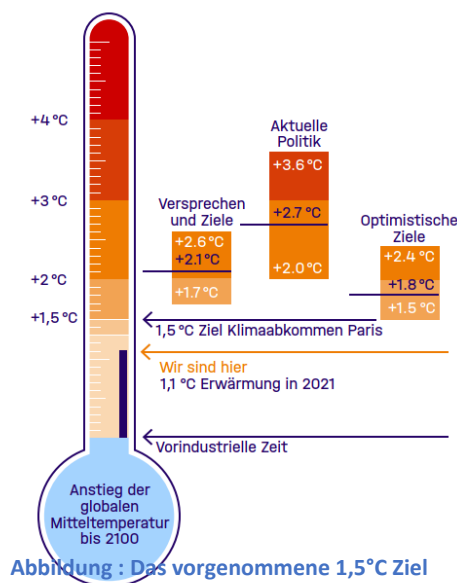 +4 °C
+3 °C
+2 °C
+1,5 °C
Versprechen
und Ziele
+2.6 °C
+2.1 °C
+1.7 °C
Aktuelle
Politik
+3.6 °C
+2.7 °C
+2.0 °C
Optimistische
Ziele
+2.4 °C
+1.8 °C
+1.5 °C
1,5 °C Ziel Klimaabkommen Paris
Wir sind hier
1,1 °C Erwärmung in 2021
Vorindustrielle Zeit
Anstieg der
globalen
Mitteltemperatur
bis 2100
Abbildung : Das vorgenommene 1,5°C Ziel